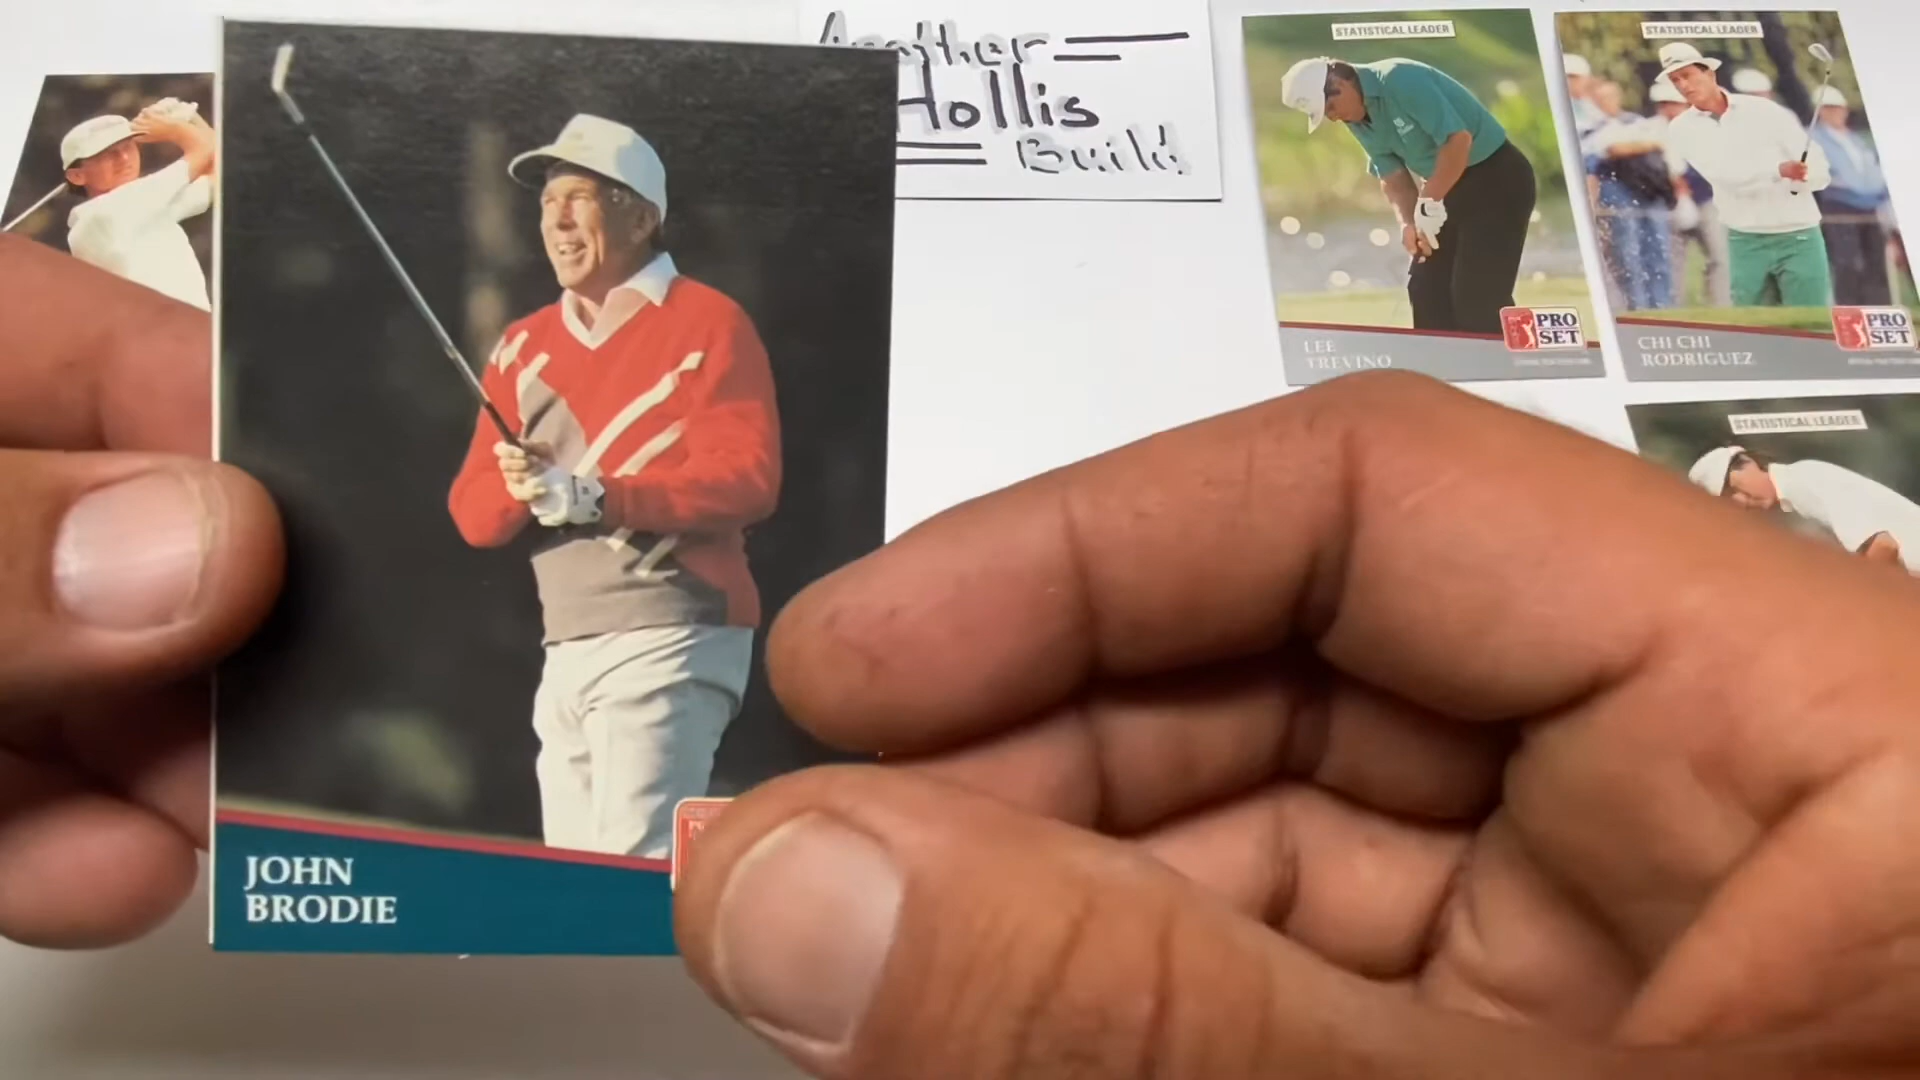 Another
Hollis
Build!
STATISTICAL LEADER
PRO
SET
LEE
TREVINO
STATISTICAL LEADER
PRO
SET
CHI CHI
RODRIGUEZ
STATISTICAL LEADER
JOHN
BRODIE